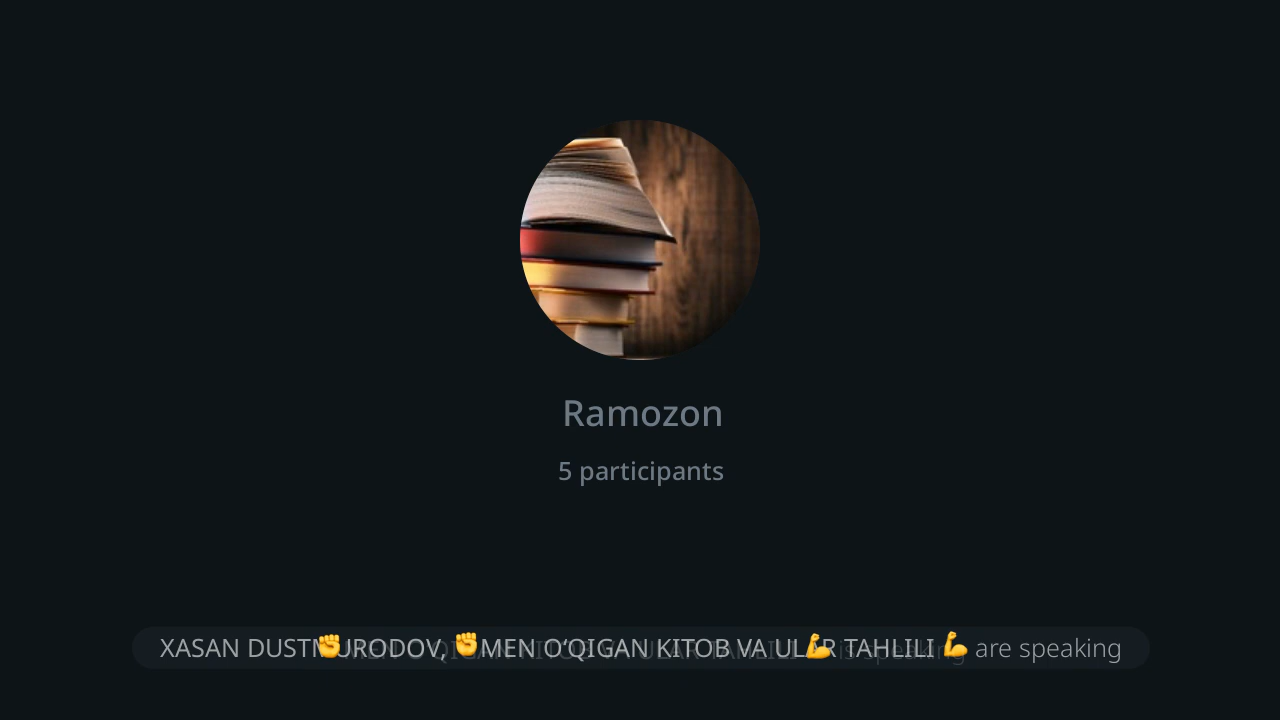 Ramozon
5 participants
XASAN DUSTMURODOV, ✊MEN O'QIGAN KITOB VA ULAR TAHLILI 💪 are speaking